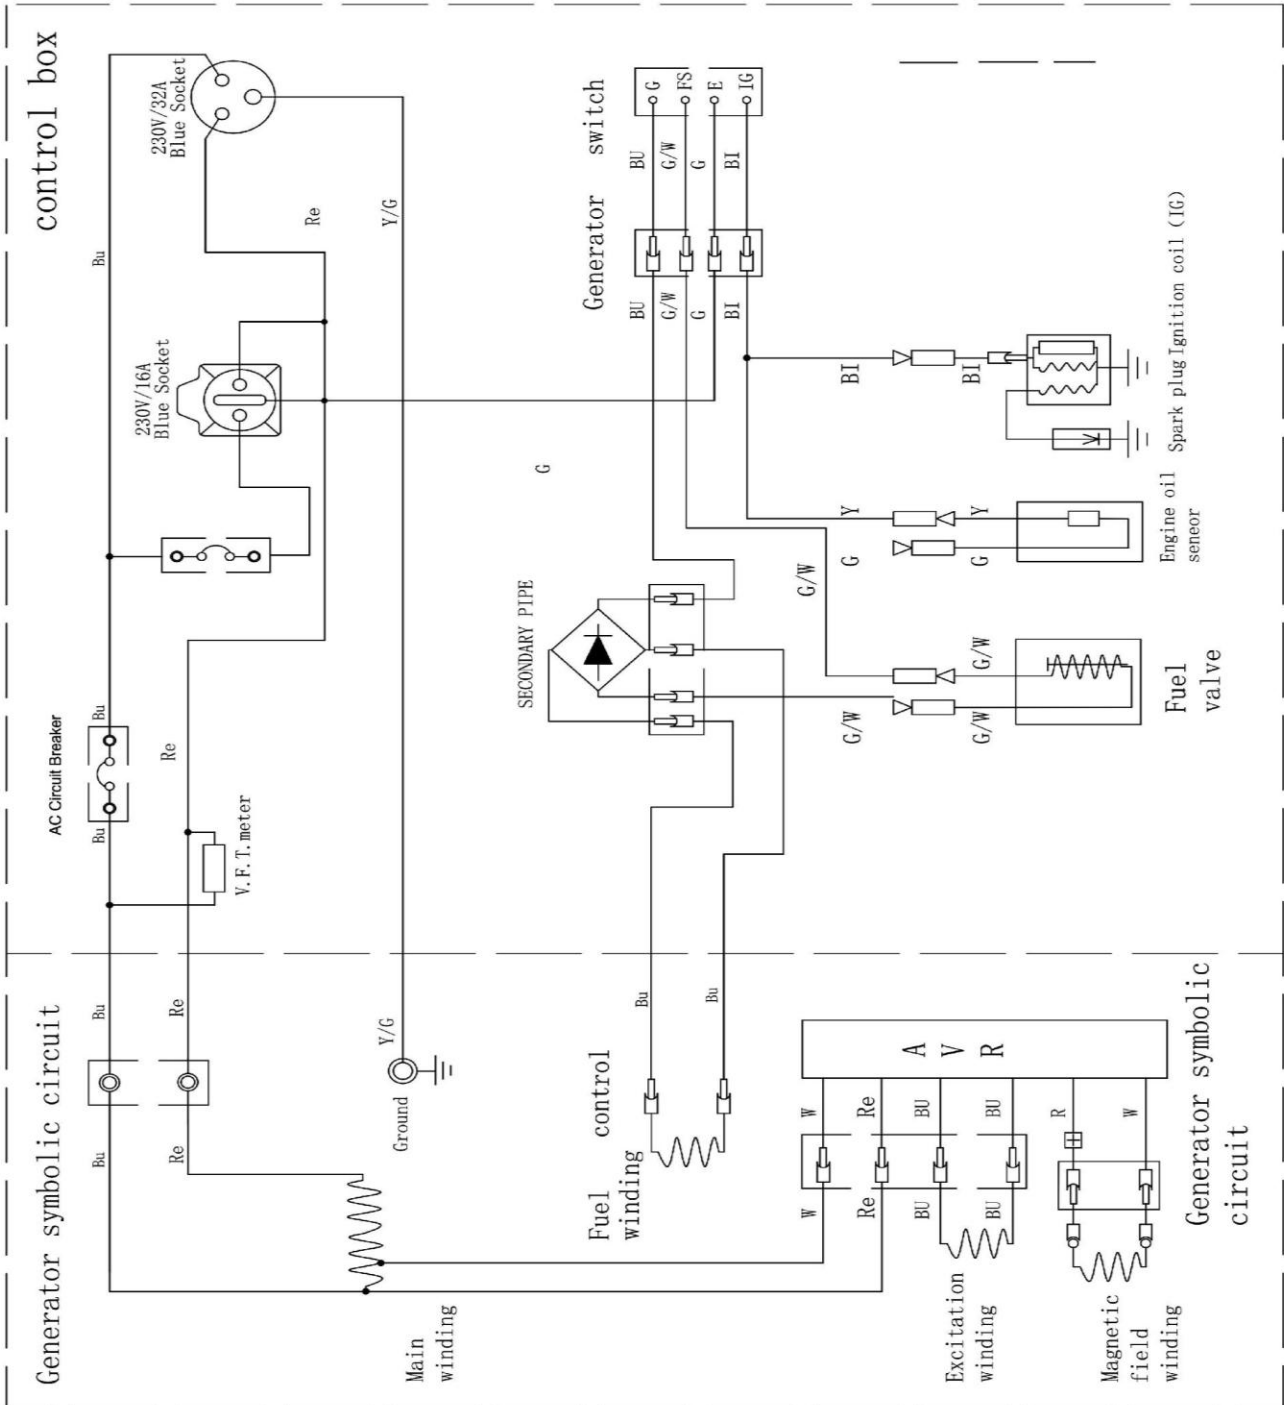 control box
230V/32A
Blue Socket
Bu
Re
Y/G
230V/16A
Blue Socket
AC Circuit Breaker
Bu
Bu
Re
V.F.T.meter
Generator switch
G
FS
E
IG
BU
G/W
G
BI
BU
G/W
G
BI
G
SECONDARY PIPE
BI
BI
Spark plug
Ignition coil (IG)
Y
Y
G
G
Engine oil
seneor
G/W
G/W
G/W
G/W
Fuel
valve
Generator symbolic circuit
Bu
Re
Bu
Re
Y/G
Ground
Main
winding
Fuel control
winding
Bu
Bu
AVR
W
Re
BU
BU
R
W
W
Re
BU
BU
Excitation
winding
Magnetic
field
winding
Generator symbolic
circuit